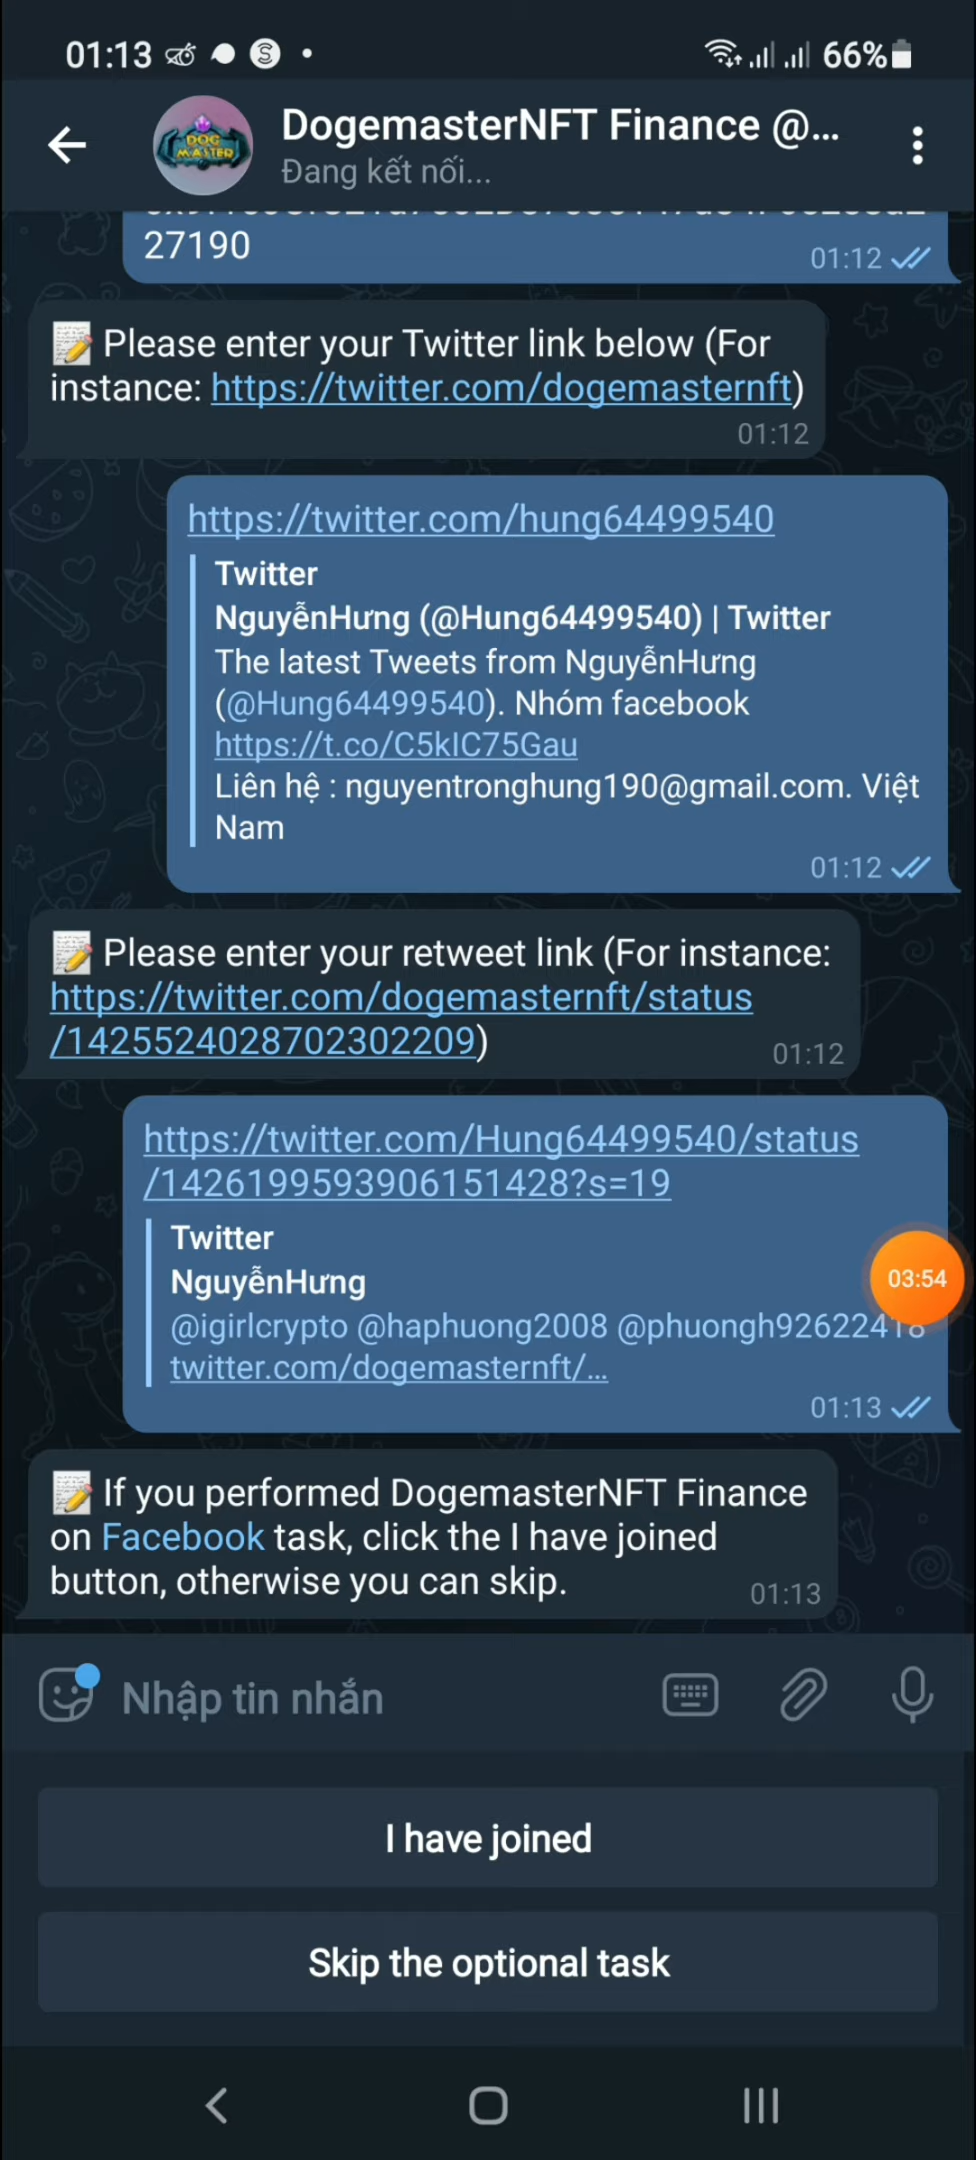 01:13
66%
DogemasterNFT Finance @...
Đang kết nối...
27190
01:12
Please enter your Twitter link below (For
instance: https://twitter.com/dogemasternft)
01:12
https://twitter.com/hung64499540
Twitter
NguyễnHưng (@Hung64499540) | Twitter
The latest Tweets from NguyễnHưng
(@Hung64499540). Nhóm facebook
https://t.co/C5kIC75Gau
Liên hệ : nguyentronghung190@gmail.com. Việt
Nam
01:12
Please enter your retweet link (For instance:
https://twitter.com/dogemasternft/status
/1425524028702302209)
01:12
https://twitter.com/Hung64499540/status
/1426199593906151428?s=19
Twitter
NguyễnHưng
03:54
@igirlcrypto @haphuong2008 @phuongh92622418
twitter.com/dogemasternft/...
01:13
If you performed DogemasterNFT Finance
on Facebook task, click the I have joined
button, otherwise you can skip.
01:13
Nhập tin nhắn
I have joined
Skip the optional task